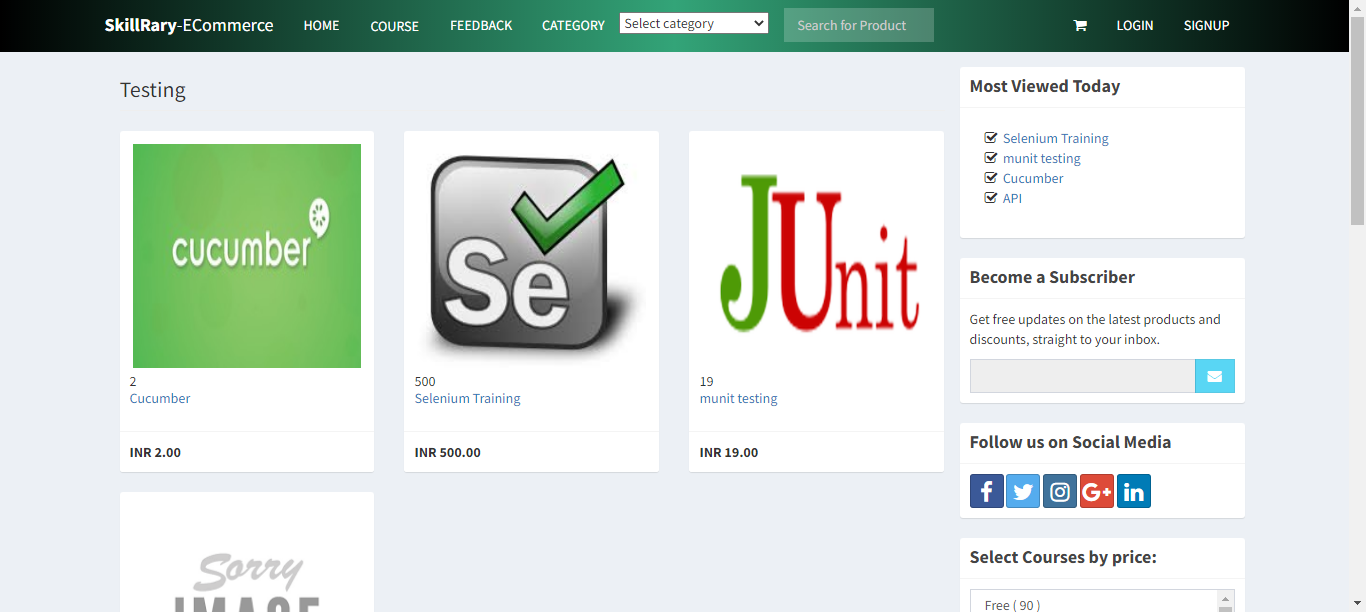 SkillRary-ECommerce HOME COURSE FEEDBACK CATEGORY Select category Search for Product LOGIN SIGNUP
Testing
cucumber
2
Cucumber
INR 2.00
Se
500
Selenium Training
INR 500.00
JUnit
19
munit testing
INR 19.00
Sorry
IMAGE
Most Viewed Today
Selenium Training
munit testing
Cucumber
API
Become a Subscriber
Get free updates on the latest products and
discounts, straight to your inbox.
Follow us on Social Media
f G+ in
Select Courses by price:
Free ( 90 )